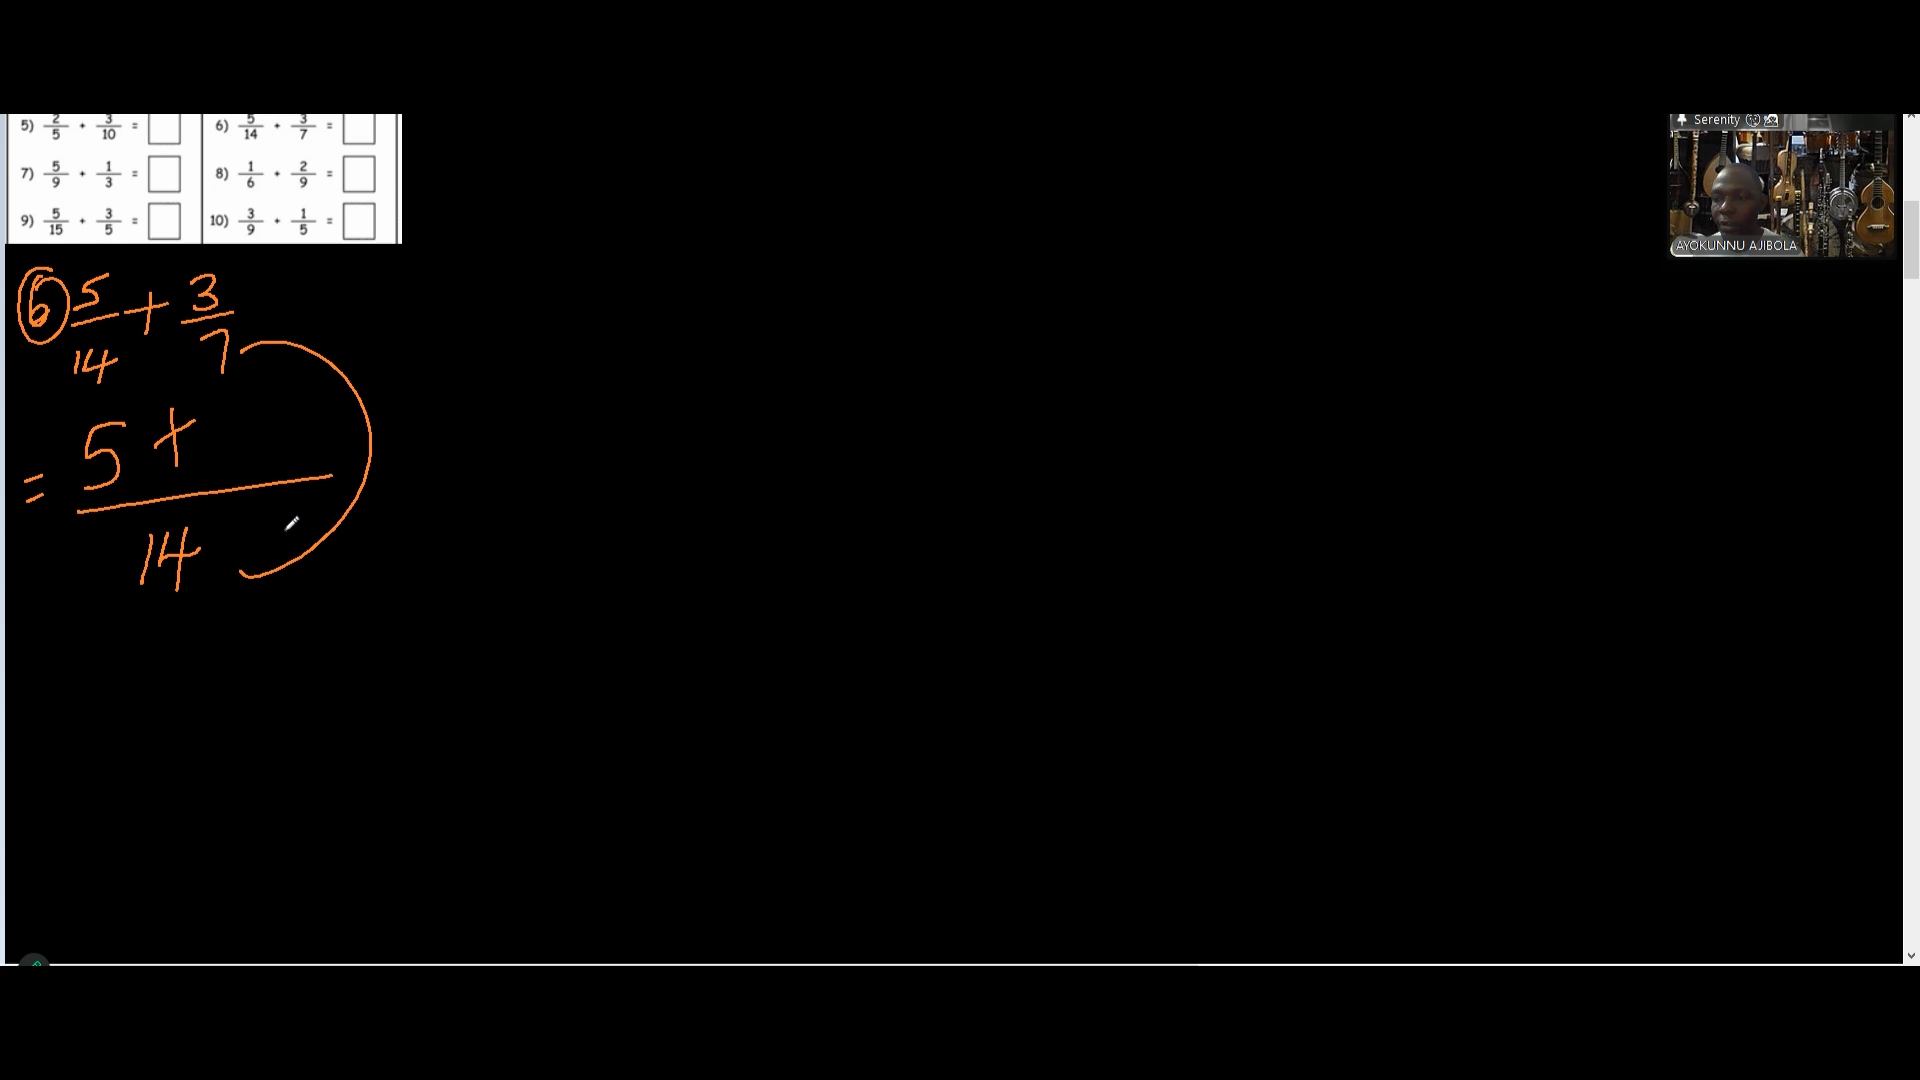 5) 2/5 + 3/10 =
6) 5/14 + 3/7 =
7) 5/9 + 1/3 =
8) 1/6 + 2/9 =
9) 5/15 + 3/5 =
10) 3/9 + 1/5 =
Serenity
AYOKUNNU AJIBOLA
6 5/14 + 3/7
= 5 +
14